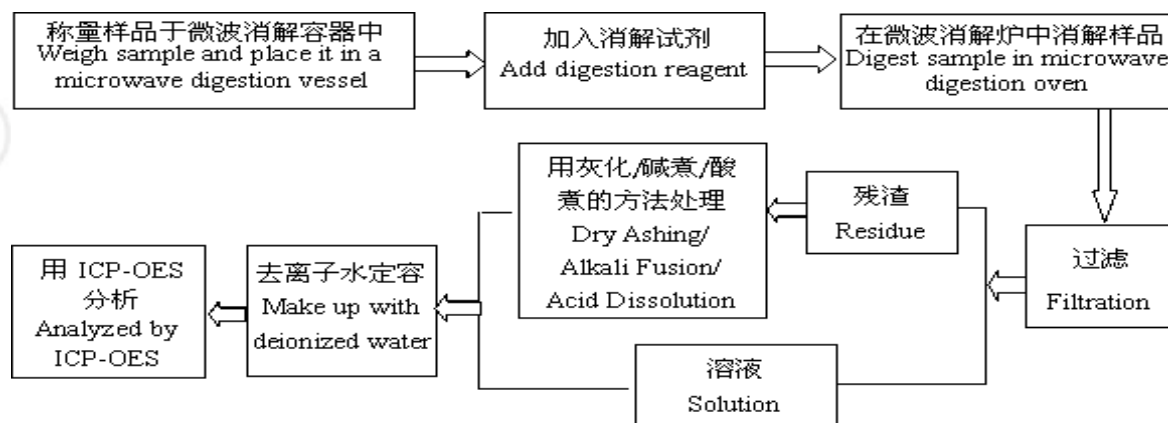 称量样品于微波消解容器中
Weigh sample and place it in a
microwave digestion vessel
加入消解试剂
Add digestion reagent
在微波消解炉中消解样品
Digest sample in microwave
digestion oven
过滤
Filtration
残渣
Residue
溶液
Solution
用灰化/碱煮/酸
煮的方法处理
Dry Ashing/
Alkali Fusion/
Acid Dissolution
去离子水定容
Make up with
deionized water
用 ICP-OES
分析
Analyzed by
ICP-OES